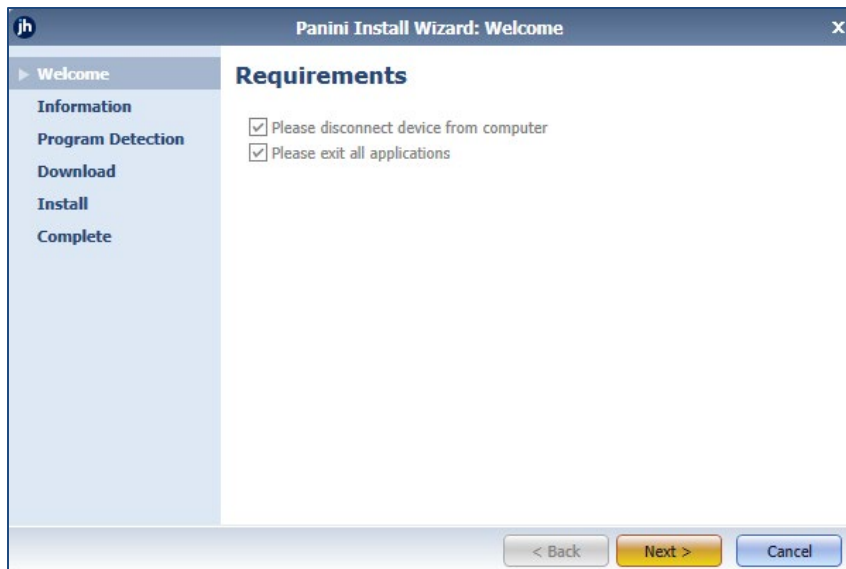 jh
Panini Install Wizard: Welcome
X
Welcome
Information
Program Detection
Download
Install
Complete
Requirements
Please disconnect device from computer
Please exit all applications
< Back
Next >
Cancel